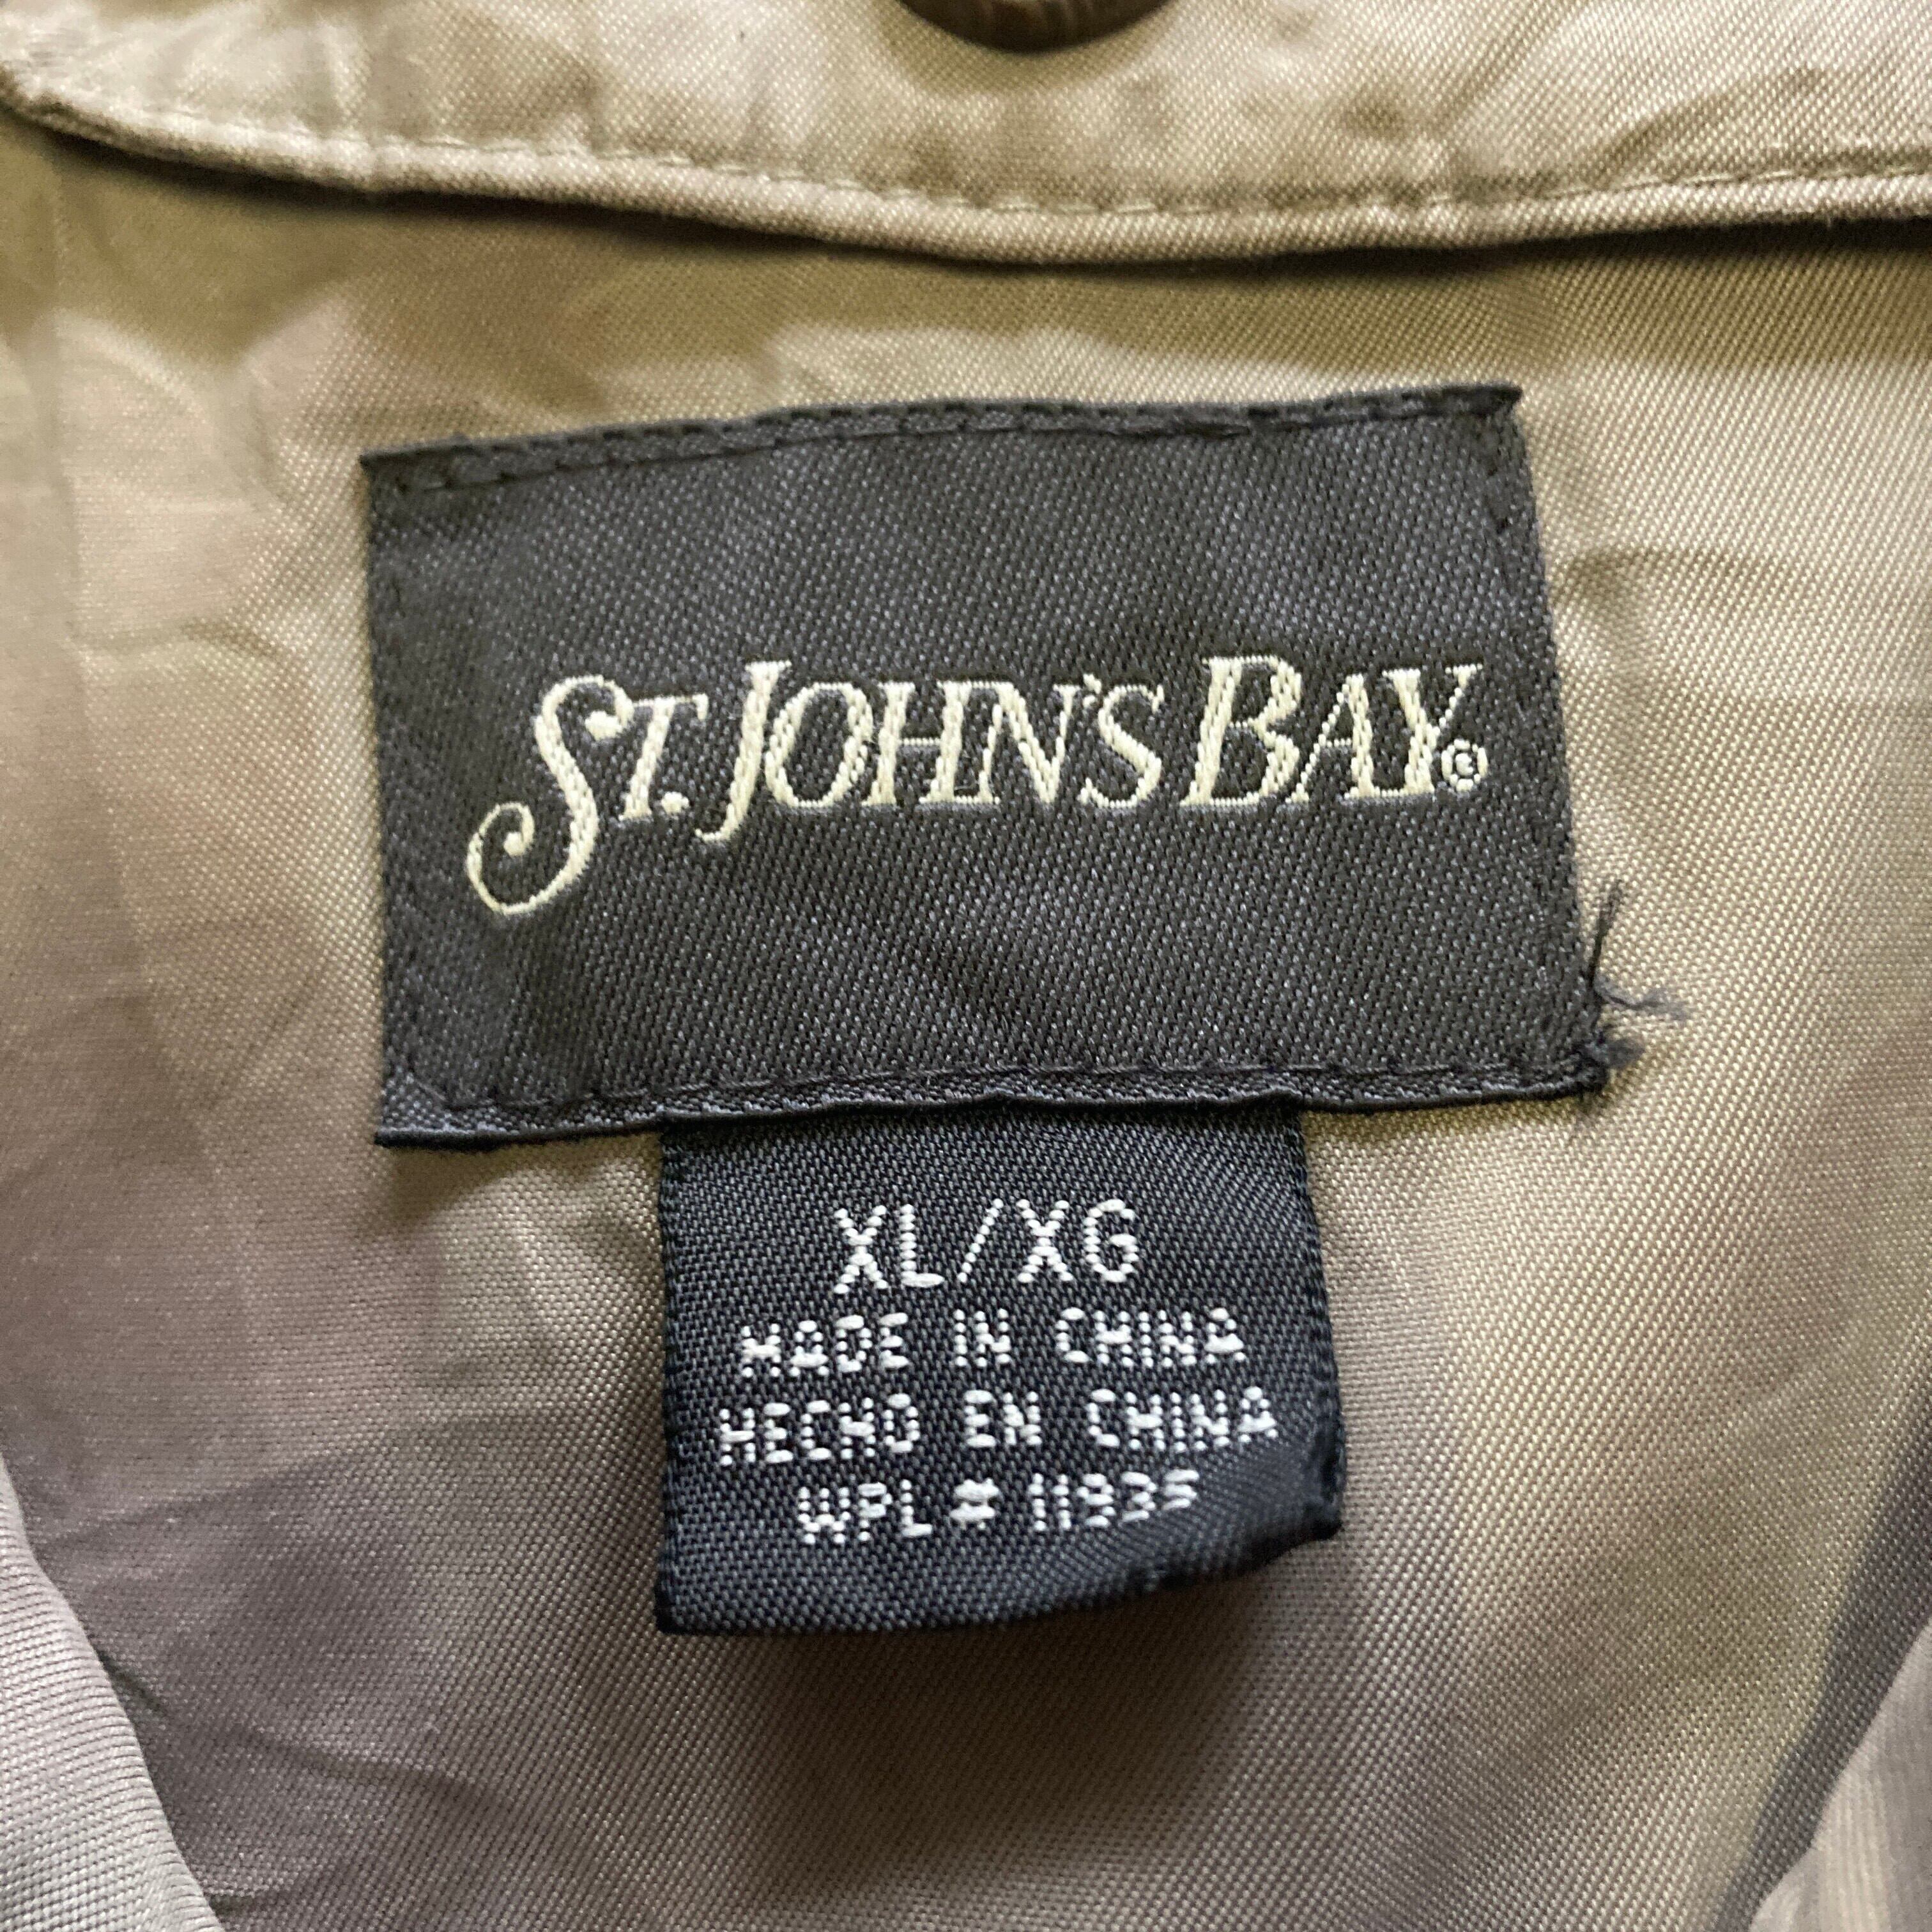 ST. JOHN'S BAY®
XL/XG
MADE IN CHINA
HECHO EN CHINA
WPL # 11935